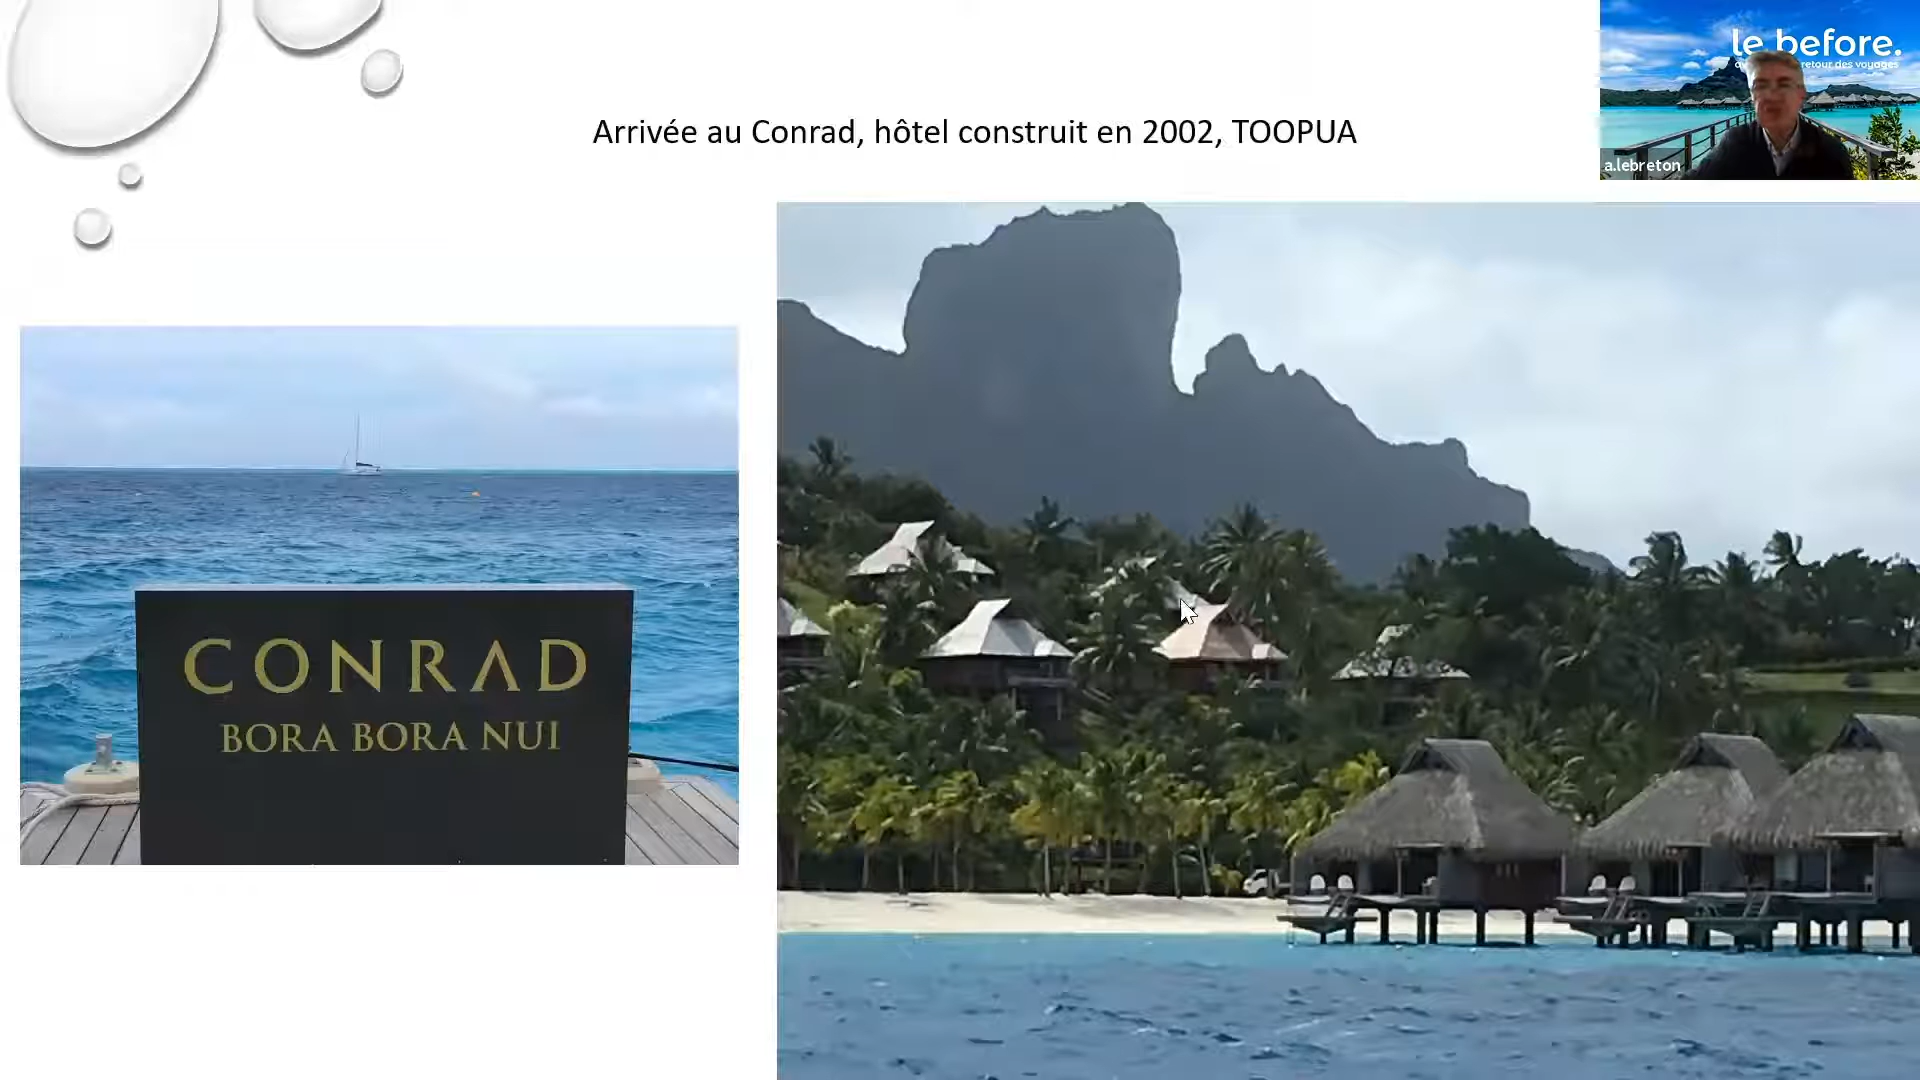 Arrivée au Conrad, hôtel construit en 2002, TOOPUA
le before.
retour des voyages
a.lebreton
CONRAD
BORA BORA NUI